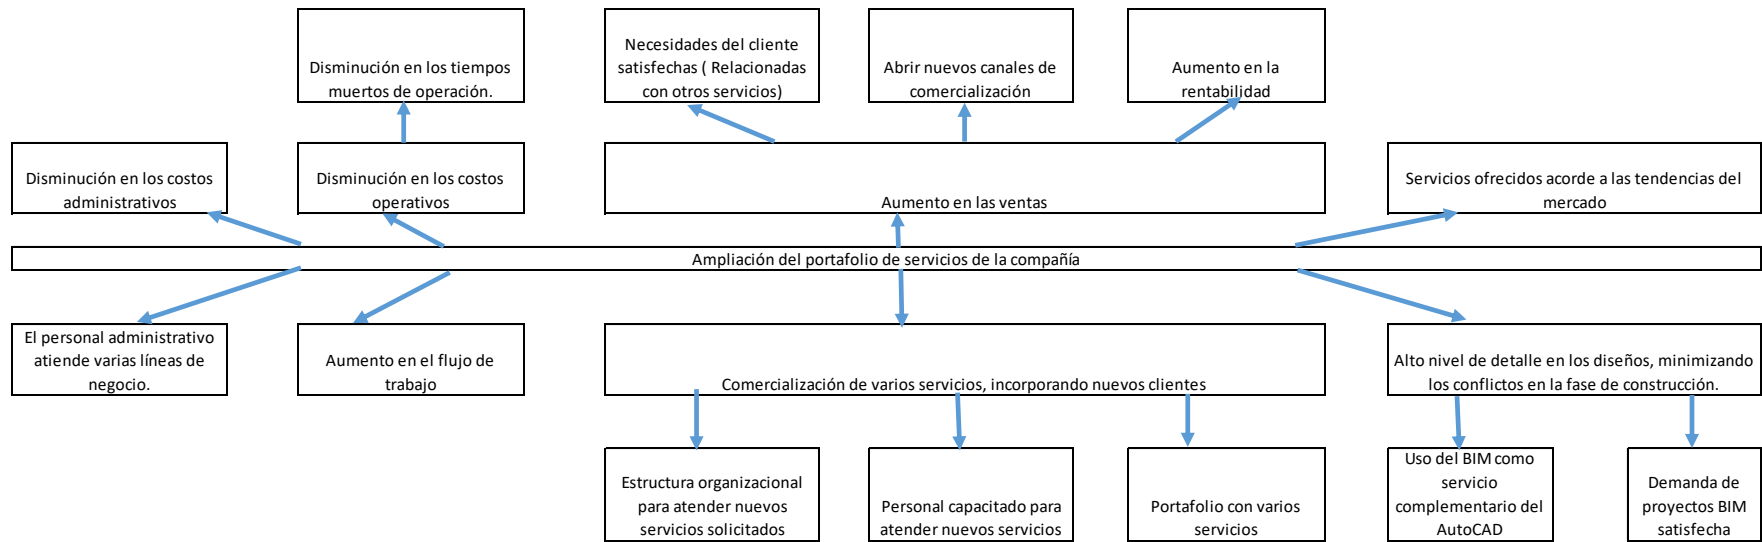 Disminución en los tiempos
muertos de operación.
Necesidades del cliente
satisfechas ( Relacionadas
con otros servicios)
Abrir nuevos canales de
comercialización
Aumento en la
rentabilidad
Disminución en los costos
administrativos
Disminución en los costos
operativos
Aumento en las ventas
Servicios ofrecidos acorde a las tendencias del
mercado
Ampliación del portafolio de servicios de la compañía
El personal administrativo
atiende varias líneas de
negocio.
Aumento en el flujo de
trabajo
Comercialización de varios servicios, incorporando nuevos clientes
Alto nivel de detalle en los diseños, minimizando
los conflictos en la fase de construcción.
Estructura organizacional
para atender nuevos
servicios solicitados
Personal capacitado para
atender nuevos servicios
Portafolio con varios
servicios
Uso del BIM como
servicio
complementario del
AutoCAD
Demanda de
proyectos BIM
satisfecha